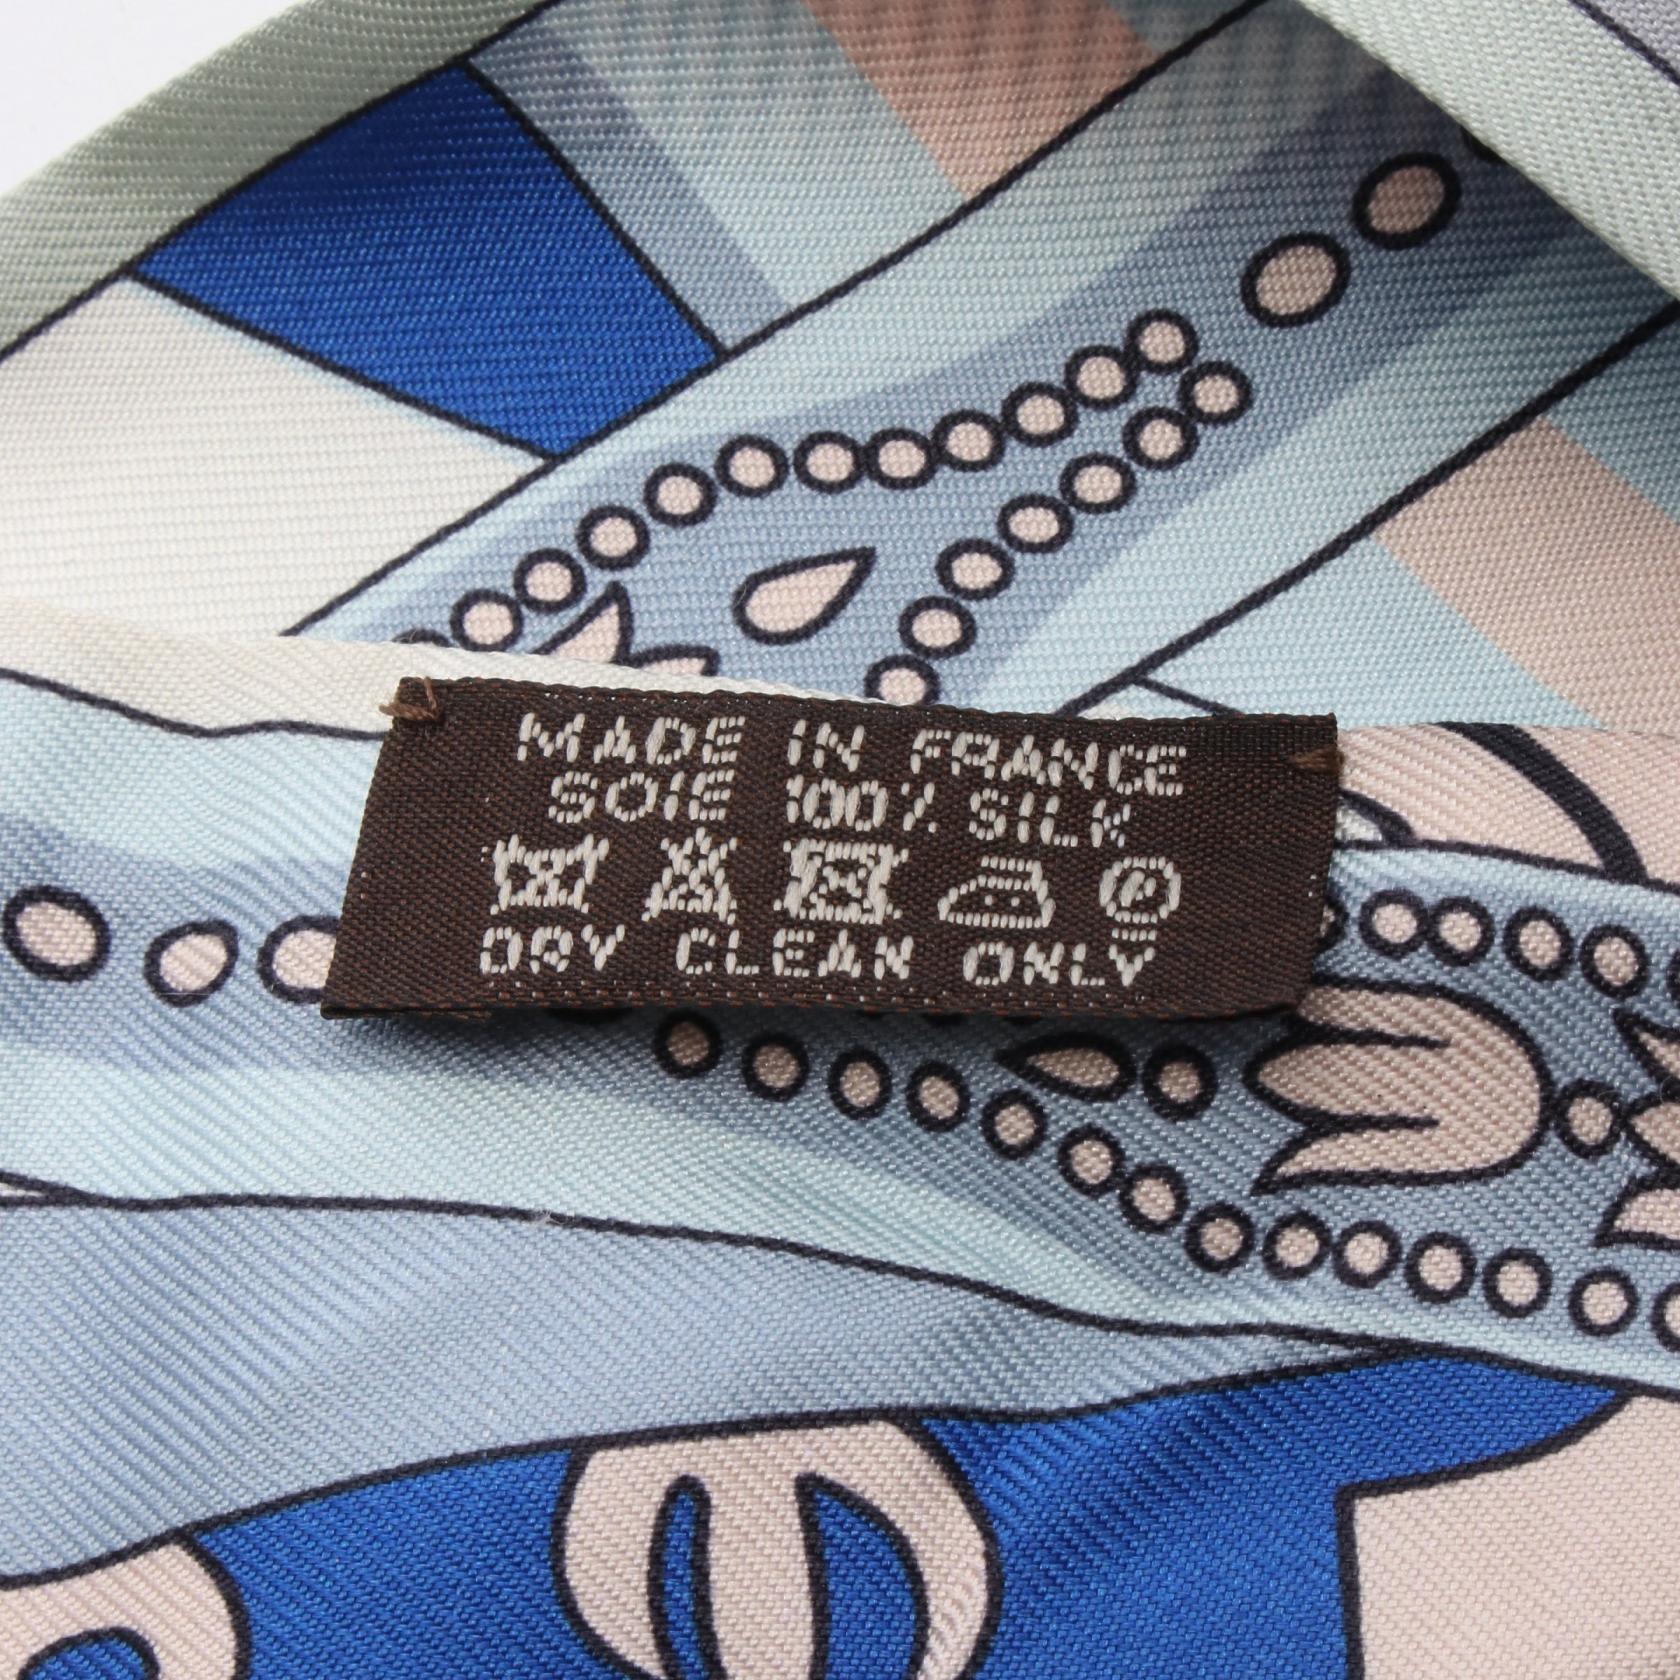 MADE IN FRANCE
SOIE 100% SILK
P
DRY CLEAN ONLY